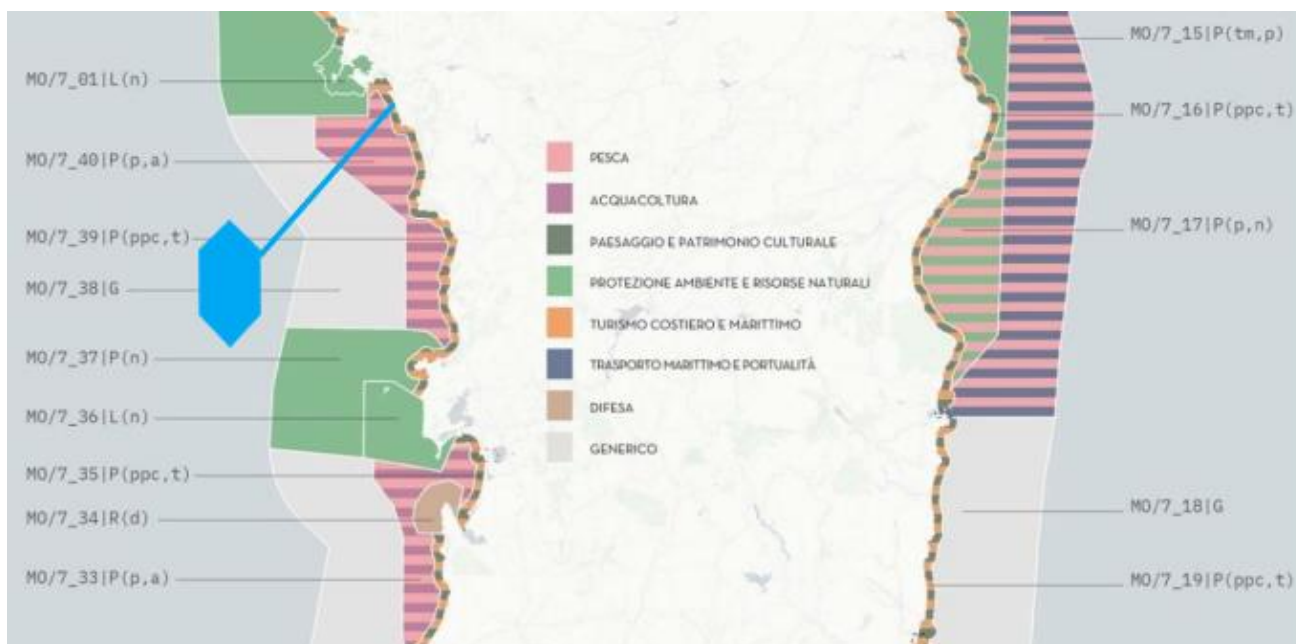 MO/7_01|L(n)
MO/7_40|P(p,a)
MO/7_39|P(ppc,t)
MO/7_38|G
MO/7_37|P(n)
MO/7_36|L(n)
MO/7_35|P(ppc,t)
MO/7_34|R(d)
MO/7_33|P(p,a)
PESCA
ACQUACOLTURA
PAESAGGIO E PATRIMONIO CULTURALE
PROTEZIONE AMBIENTE E RISORSE NATURALI
TURISMO COSTIERO E MARITTIMO
TRASPORTO MARITTIMO E PORTUALITÀ
DIFESA
GENERICO
MO/7_15|P(tm,p)
MO/7_16|P(ppc,t)
MO/7_17|P(p,n)
MO/7_18|G
MO/7_19|P(ppc,t)